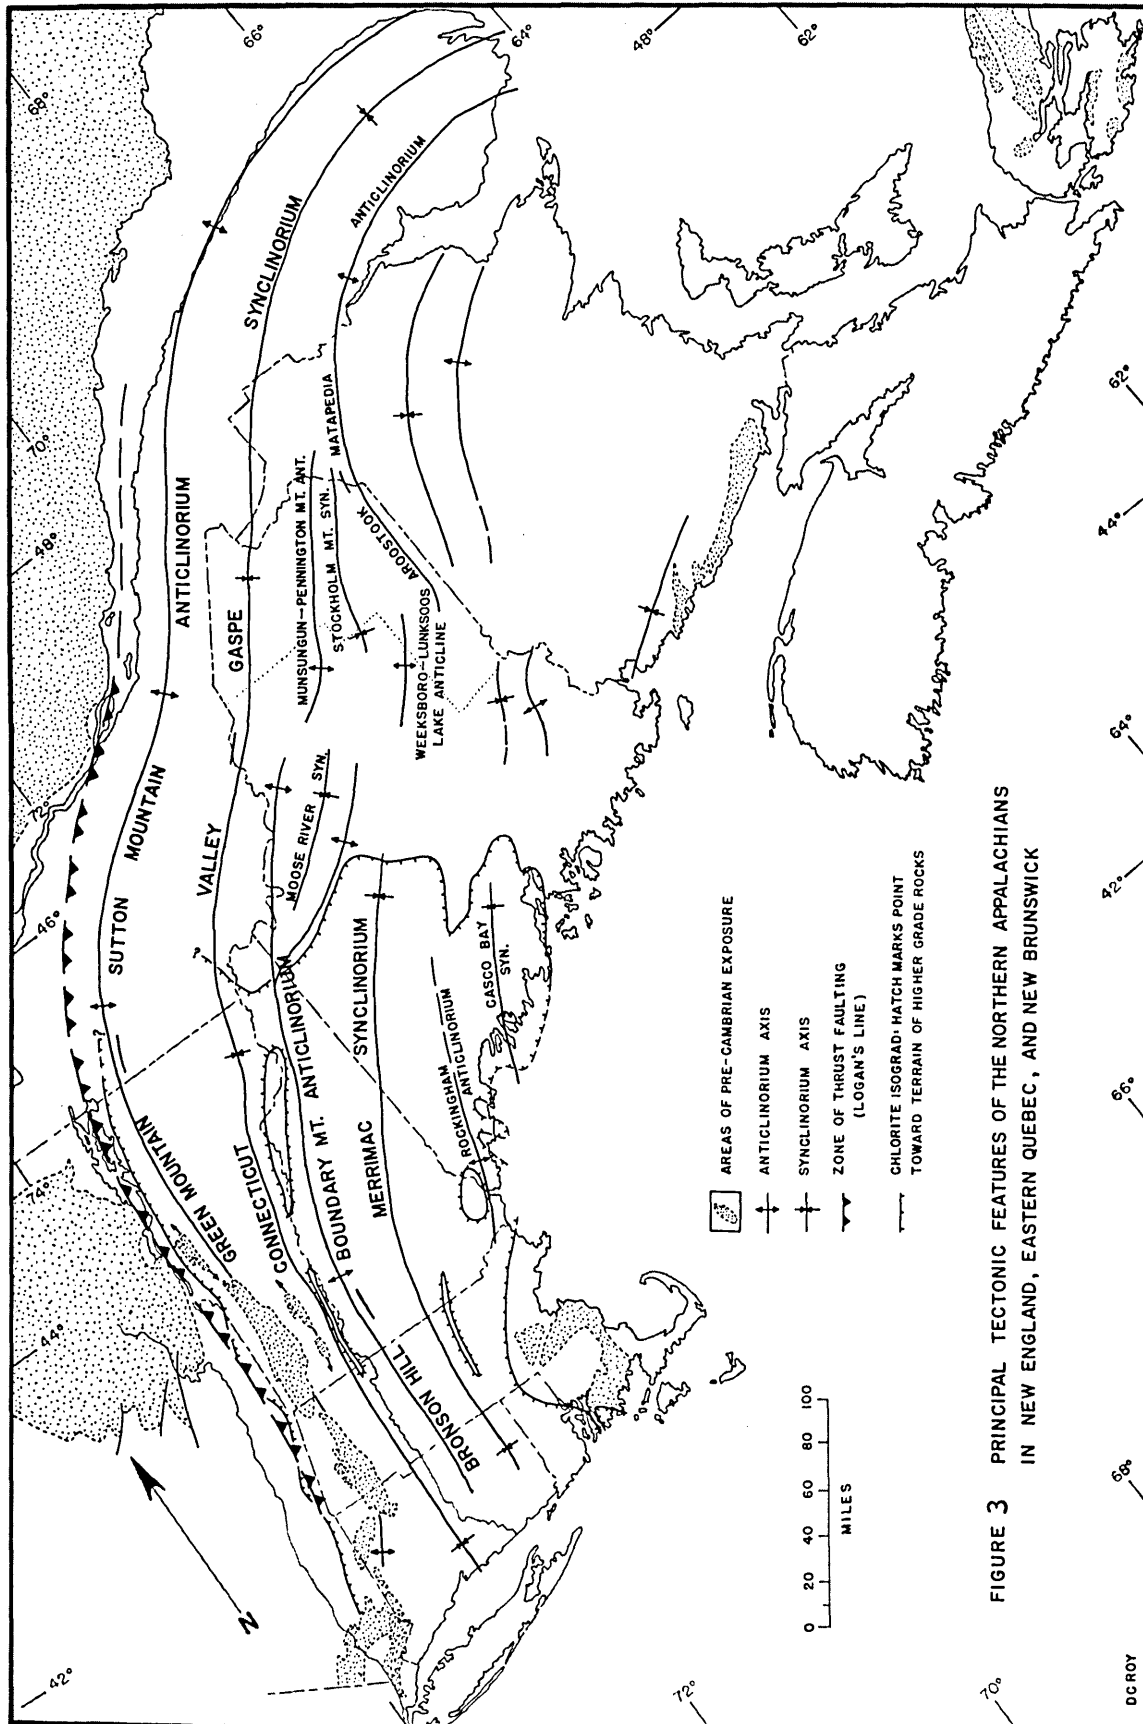 68°
66°
64°
48°
62°
70°
48°
72°
46°
74°
44°
42°
SUTTON MOUNTAIN ANTICLINORIUM
GREEN MOUNTAIN
CONNECTICUT VALLEY GASPE SYNCLINORIUM
MUNSUNGUN-PENNINGTON MT. ANT.
STOCKHOLM MT. SYN.
AROOSTOOK MATAPEDIA ANTICLINORIUM
WEEKSBORO-LUNKSOOS
LAKE ANTICLINE
MOOSE RIVER SYN.
BRONSON HILL BOUNDARY MT. ANTICLINORIUM
MERRIMAC SYNCLINORIUM
ROCKINGHAM
ANTICLINORIUM
CASCO BAY
SYN.
N
AREAS OF PRE-CAMBRIAN EXPOSURE
ANTICLINORIUM AXIS
SYNCLINORIUM AXIS
ZONE OF THRUST FAULTING
(LOGAN'S LINE)
CHLORITE ISOGRAD: HATCH MARKS POINT
TOWARD TERRAIN OF HIGHER GRADE ROCKS
0 20 40 60 80 100
MILES
62°
44°
64°
42°
66°
68°
70°
72°
FIGURE 3 PRINCIPAL TECTONIC FEATURES OF THE NORTHERN APPALACHIANS
IN NEW ENGLAND, EASTERN QUEBEC, AND NEW BRUNSWICK
DC ROY